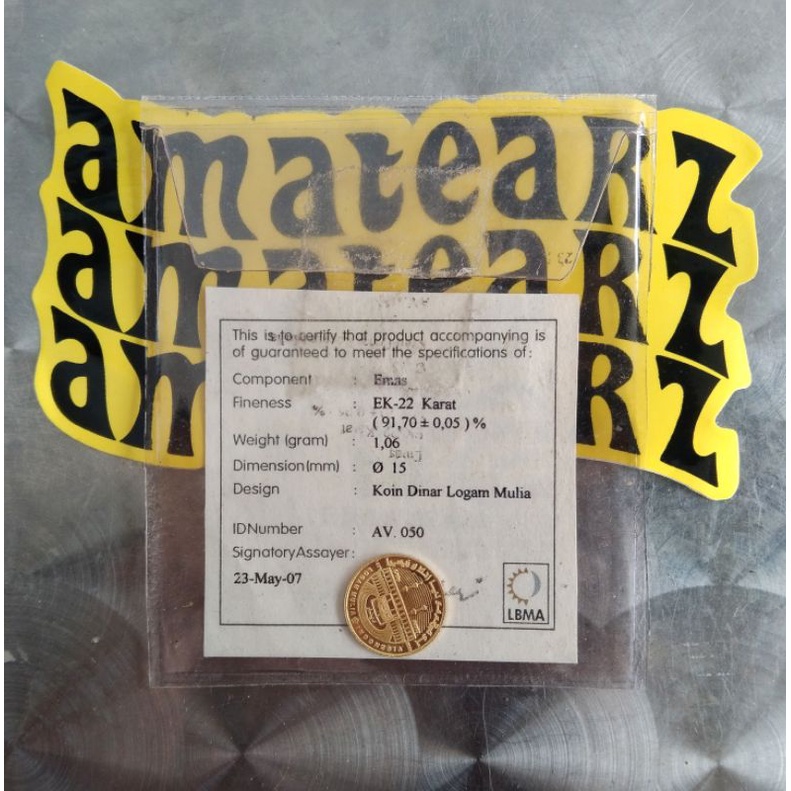 amateaRz
amateaRz
amateaRz
This is to certify that product accompanying is
of guaranteed to meet the specifications of:
Component : Emas
Fineness : EK-22 Karat
(91,70 ± 0,05)%
Weight (gram) : 1,06
Dimension(mm) : Ø 15
Design : Koin Dinar Logam Mulia
IDNumber : AV. 050
SignatoryAssayer:
23-May-07
LBMA